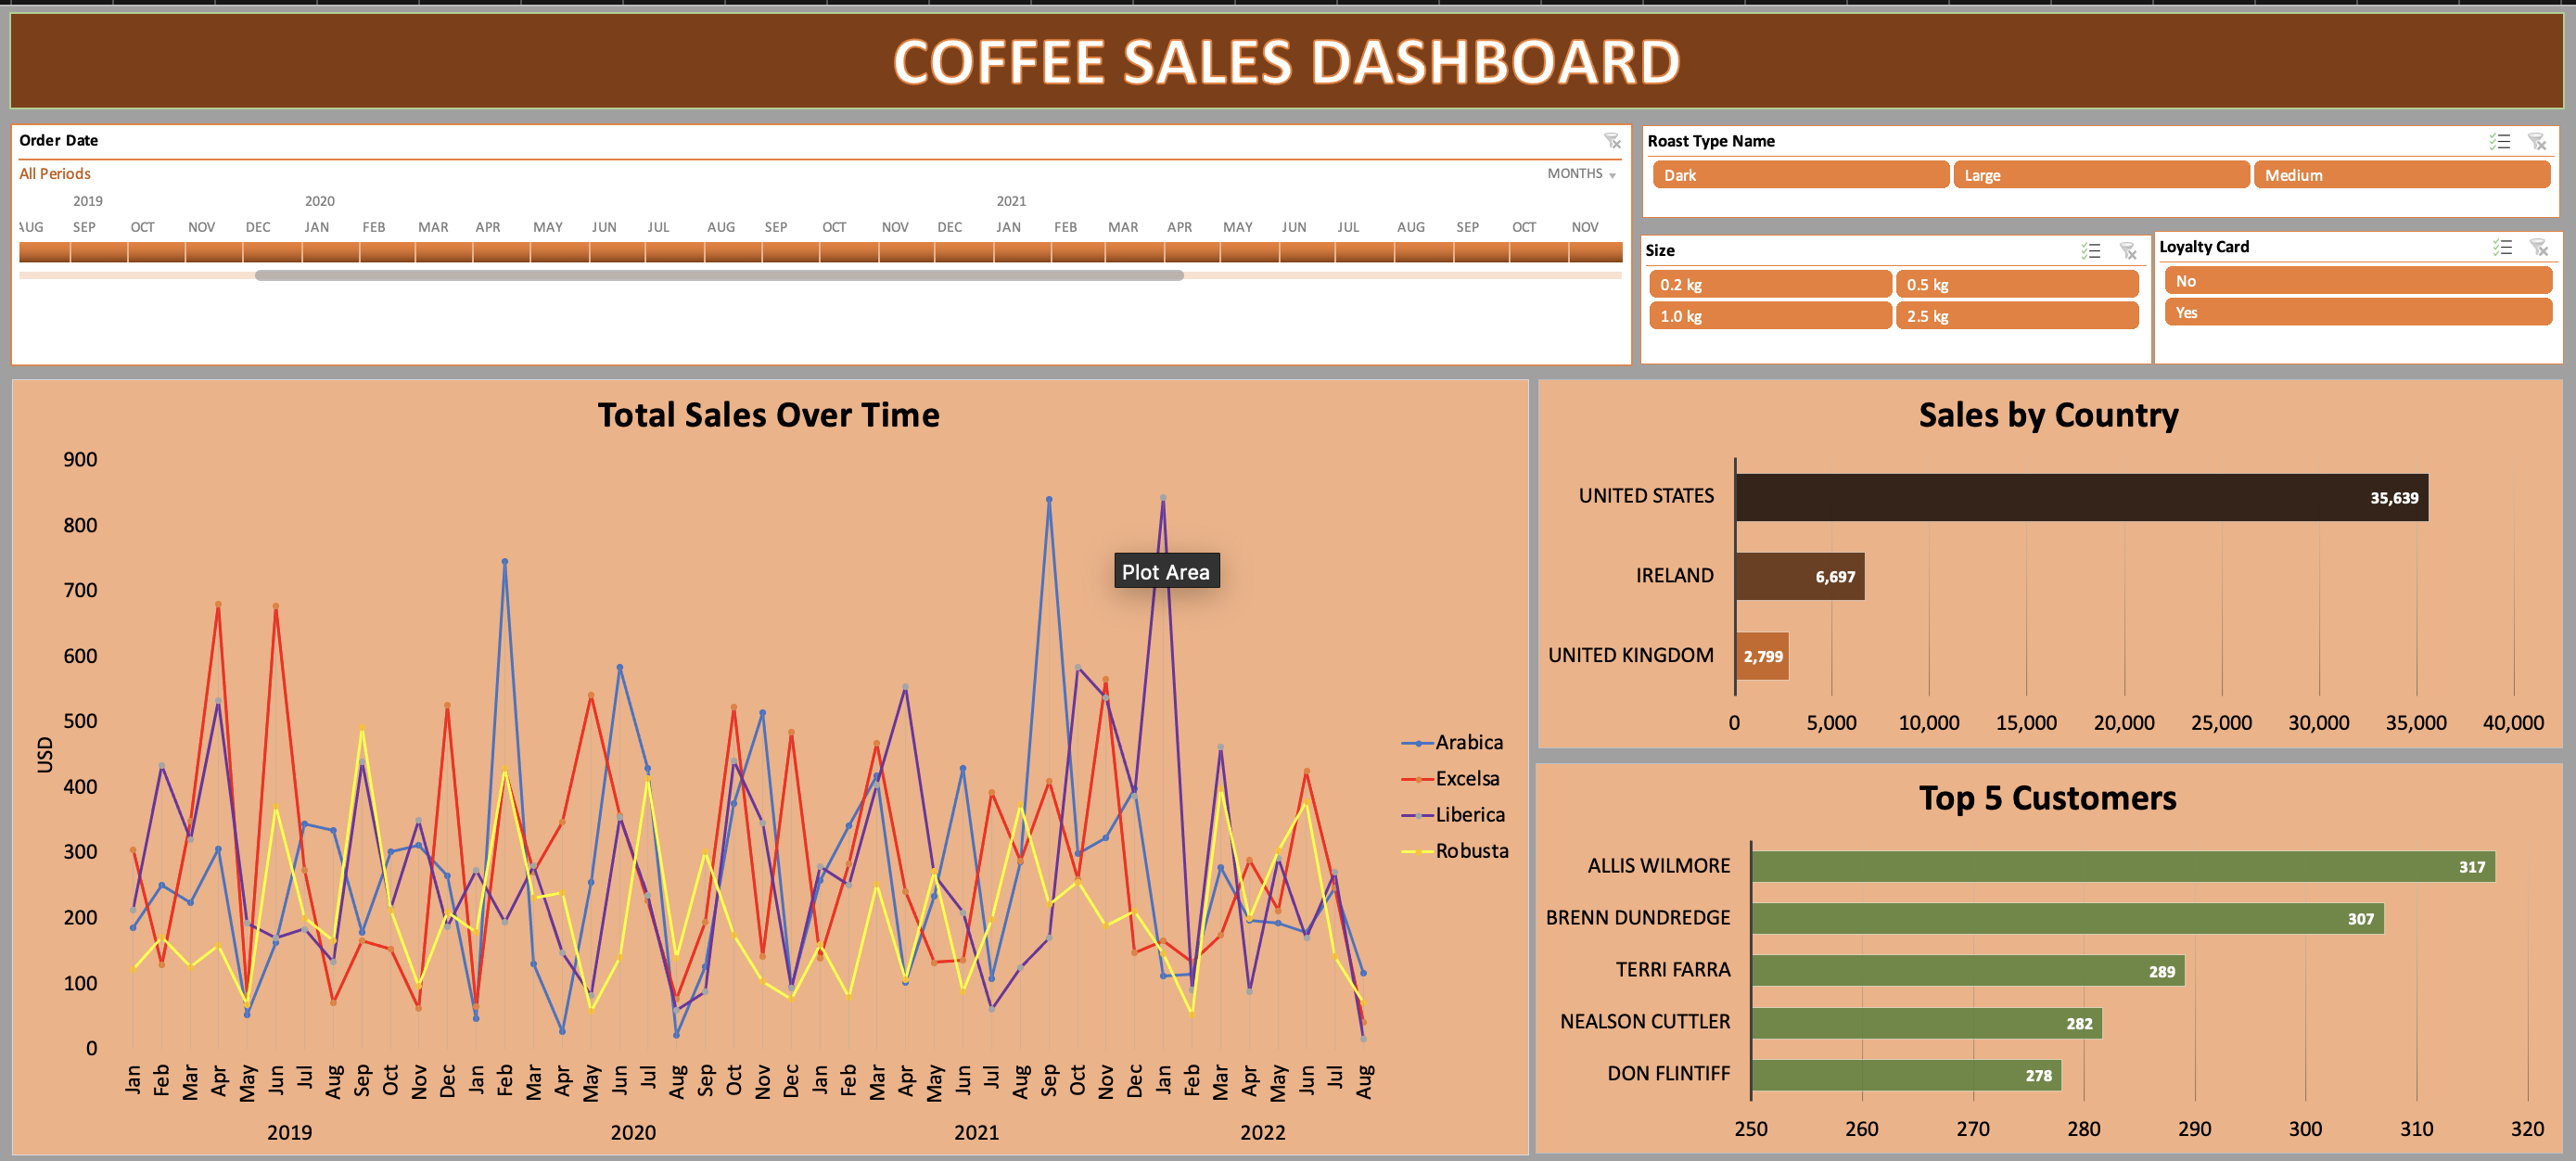 COFFEE SALES DASHBOARD
Order Date
All Periods
MONTHS
2019 2020 2021
AUG SEP OCT NOV DEC JAN FEB MAR APR MAY JUN JUL AUG SEP OCT NOV DEC JAN FEB MAR APR MAY JUN JUL AUG SEP OCT NOV
Roast Type Name
Dark Large Medium
Size
0.2 kg 0.5 kg
1.0 kg 2.5 kg
Loyalty Card
No
Yes
Total Sales Over Time
900
800
700
600
500
400
300
200
100
0
USD
Plot Area
Arabica
Excelsa
Liberica
Robusta
Jan Feb Mar Apr May Jun Jul Aug Sep Oct Nov Dec Jan Feb Mar Apr May Jun Jul Aug Sep Oct Nov Dec Jan Feb Mar Apr May Jun Jul Aug Sep Oct Nov Dec Jan Feb Mar Apr May Jun Jul Aug
2019 2020 2021 2022
Sales by Country
UNITED STATES 35,639
IRELAND 6,697
UNITED KINGDOM 2,799
0 5,000 10,000 15,000 20,000 25,000 30,000 35,000 40,000
Top 5 Customers
ALLIS WILMORE 317
BRENN DUNDREDGE 307
TERRI FARRA 289
NEALSON CUTTLER 282
DON FLINTIFF 278
250 260 270 280 290 300 310 320